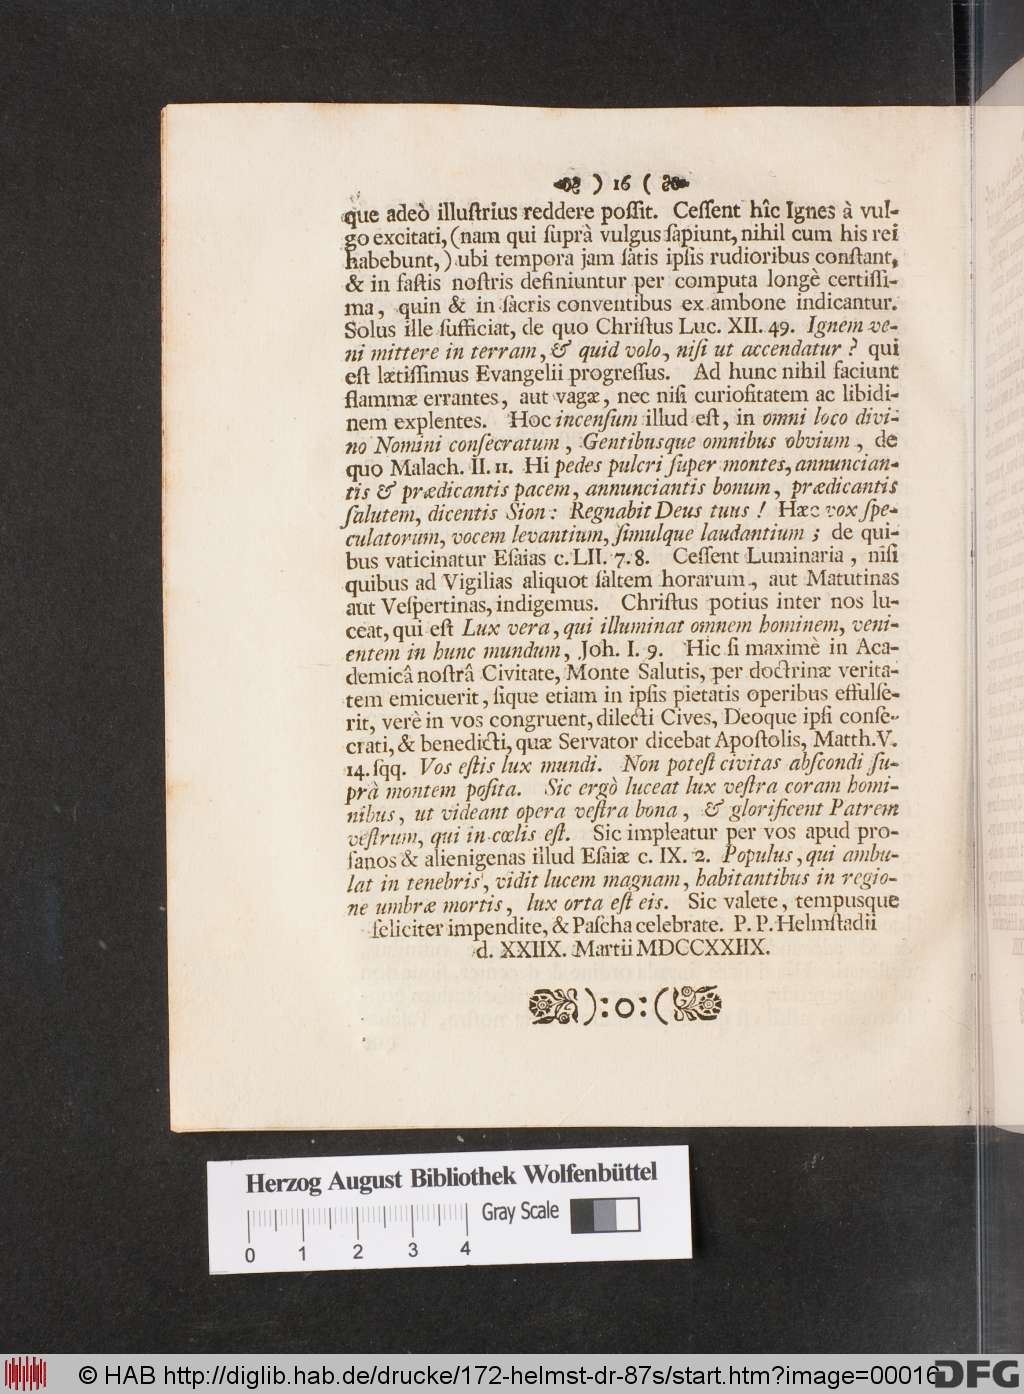 ) 16 (
que adeò illuſtrius reddere poſſit. Ceſſent hîc Ignes à vul-
go excitati, (nam qui ſuprà vulgus ſapiunt, nihil cum his rei
habebunt,) ubi tempora jam ſatis ipſis rudioribus conſtant,
& in faſtis noſtris definiuntur per computa longè certiſſi-
ma, quin & in ſacris conventibus ex ambone indicantur.
Solus ille ſufficiat, de quo Chriſtus Luc. XII. 49. Ignem ve-
ni mittere in terram, & quid volo, niſi ut accendatur? qui
eſt lætiſſimus Evangelii progreſſus. Ad hunc nihil faciunt
flammæ errantes, aut vagæ, nec niſi curioſitatem ac libidi-
nem explentes. Hoc incenſum illud eſt, in omni loco divi-
no Nomini conſecratum, Gentibusque omnibus obvium, de
quo Malach. II. 11. Hi pedes pulcri ſuper montes, annuncian-
tis & prædicantis pacem, annunciantis bonum, prædicantis
ſalutem, dicentis Sion: Regnabit Deus tuus! Hæc vox ſpe-
culatorum, vocem levantium, ſimulque laudantium; de qui-
bus vaticinatur Eſaias c. LII. 7. 8. Ceſſent Luminaria, niſi
quibus ad Vigilias aliquot ſaltem horarum, aut Matutinas
aut Veſpertinas, indigemus. Chriſtus potius inter nos lu-
ceat, qui eſt Lux vera, qui illuminat omnem hominem, veni-
entem in hunc mundum, Joh. I. 9. Hic ſi maximè in Aca-
demicâ noſtrâ Civitate, Monte Salutis, per doctrinæ verita-
tem emicuerit, ſique etiam in ipſis pietatis operibus effulſe-
rit, verè in vos congruent, dilecti Cives, Deoque ipſi conſe-
crati, & benedicti, quæ Servator dicebat Apoſtolis, Matth. V.
14. ſqq. Vos eſtis lux mundi. Non poteſt civitas abſcondi ſu-
prà montem poſita. Sic ergò luceat lux veſtra coram homi-
nibus, ut videant opera veſtra bona, & glorificent Patrem
veſtrum, qui in cœlis eſt. Sic impleatur per vos apud pro-
fanos & alienigenas illud Eſaiæ c. IX. 2. Populus, qui ambu-
lat in tenebris, vidit lucem magnam, habitantibus in regio-
ne umbræ mortis, lux orta eſt eis. Sic valete, tempusque
feliciter impendite, & Paſcha celebrate. P. P. Helmſtadii
d. XXIIX. Martii MDCCXXIIX.
):o:(
Herzog August Bibliothek Wolfenbüttel
Gray Scale
0 1 2 3 4
© HAB http://diglib.hab.de/drucke/172-helmst-dr-87s/start.htm?image=00016
DFG